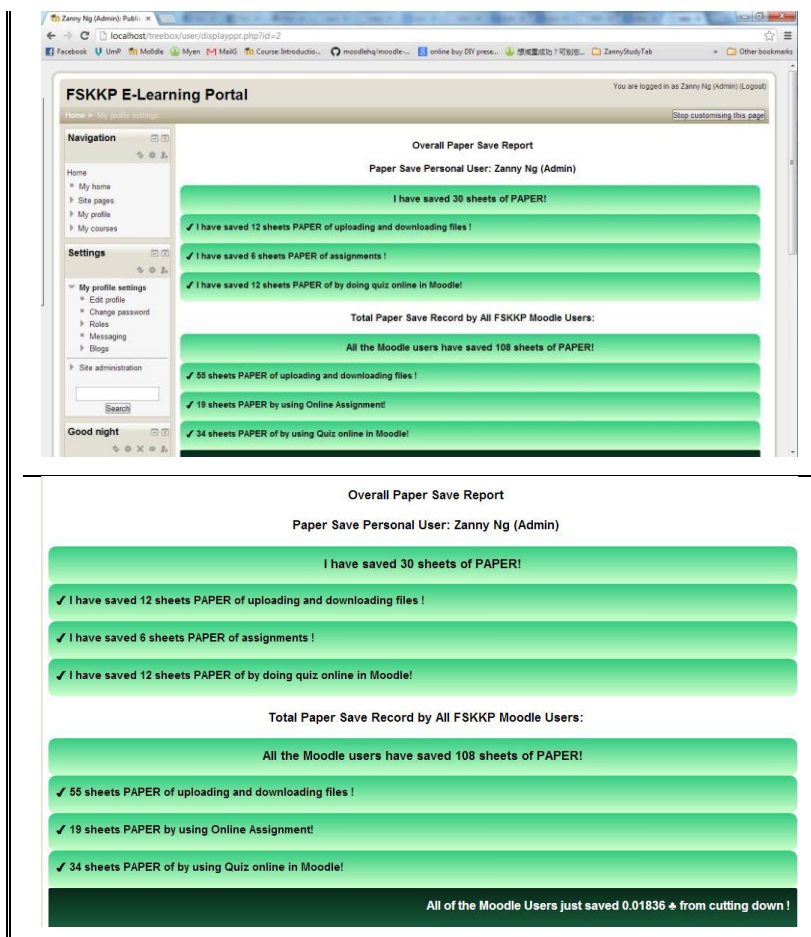 Zanny Ng (Admin): Public
localhost/treebox/user/displayppr.php?id=2
Facebook UmP Mo8dle Myen MailG Course: Introductio... moodlehq/moodle-... online buy DIY prese... ZannyStudyTab » Other bookmarks
You are logged in as Zanny Ng (Admin) (Logout)
FSKKP E-Learning Portal
Home ► My profile settings
Stop customising this page
Navigation
Home
My home
Site pages
My profile
My courses
Settings
My profile settings
Edit profile
Change password
Roles
Messaging
Blogs
Site administration
Search
Good night
Overall Paper Save Report
Paper Save Personal User: Zanny Ng (Admin)
I have saved 30 sheets of PAPER!
✔ I have saved 12 sheets PAPER of uploading and downloading files !
✔ I have saved 6 sheets PAPER of assignments !
✔ I have saved 12 sheets PAPER of by doing quiz online in Moodle!
Total Paper Save Record by All FSKKP Moodle Users:
All the Moodle users have saved 108 sheets of PAPER!
✔ 55 sheets PAPER of uploading and downloading files !
✔ 19 sheets PAPER by using Online Assignment!
✔ 34 sheets PAPER of by using Quiz online in Moodle!
Overall Paper Save Report
Paper Save Personal User: Zanny Ng (Admin)
I have saved 30 sheets of PAPER!
✔ I have saved 12 sheets PAPER of uploading and downloading files !
✔ I have saved 6 sheets PAPER of assignments !
✔ I have saved 12 sheets PAPER of by doing quiz online in Moodle!
Total Paper Save Record by All FSKKP Moodle Users:
All the Moodle users have saved 108 sheets of PAPER!
✔ 55 sheets PAPER of uploading and downloading files !
✔ 19 sheets PAPER by using Online Assignment!
✔ 34 sheets PAPER of by using Quiz online in Moodle!
All of the Moodle Users just saved 0.01836 ♣ from cutting down !